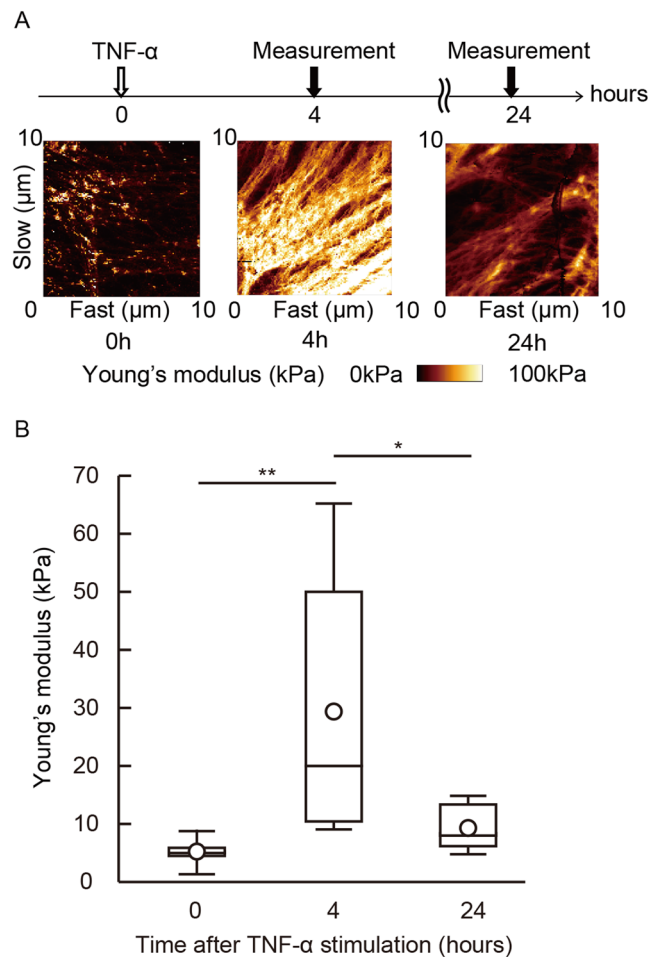 A
TNF-α Measurement Measurement
0 4 24 hours
10 10 10
Slow (µm)
0 Fast (µm) 10 0 Fast (µm) 10 0 Fast (µm) 10
0h 4h 24h
Young's modulus (kPa) 0kPa 100kPa
B
** *
70
60
50
40
30
20
10
0
Young's modulus (kPa)
0 4 24
Time after TNF-α stimulation (hours)